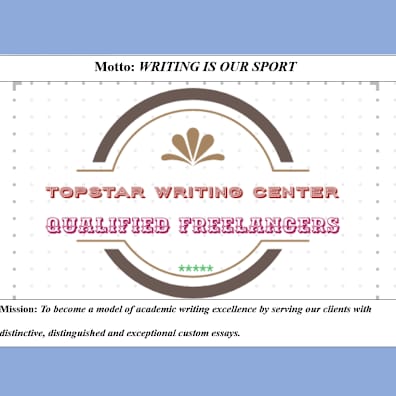 Motto: WRITING IS OUR SPORT
TOPSTAR WRITING CENTER
QUALIFIED FREELANCERS
*****
Mission: To become a model of academic writing excellence by serving our clients with
distinctive, distinguished and exceptional custom essays.